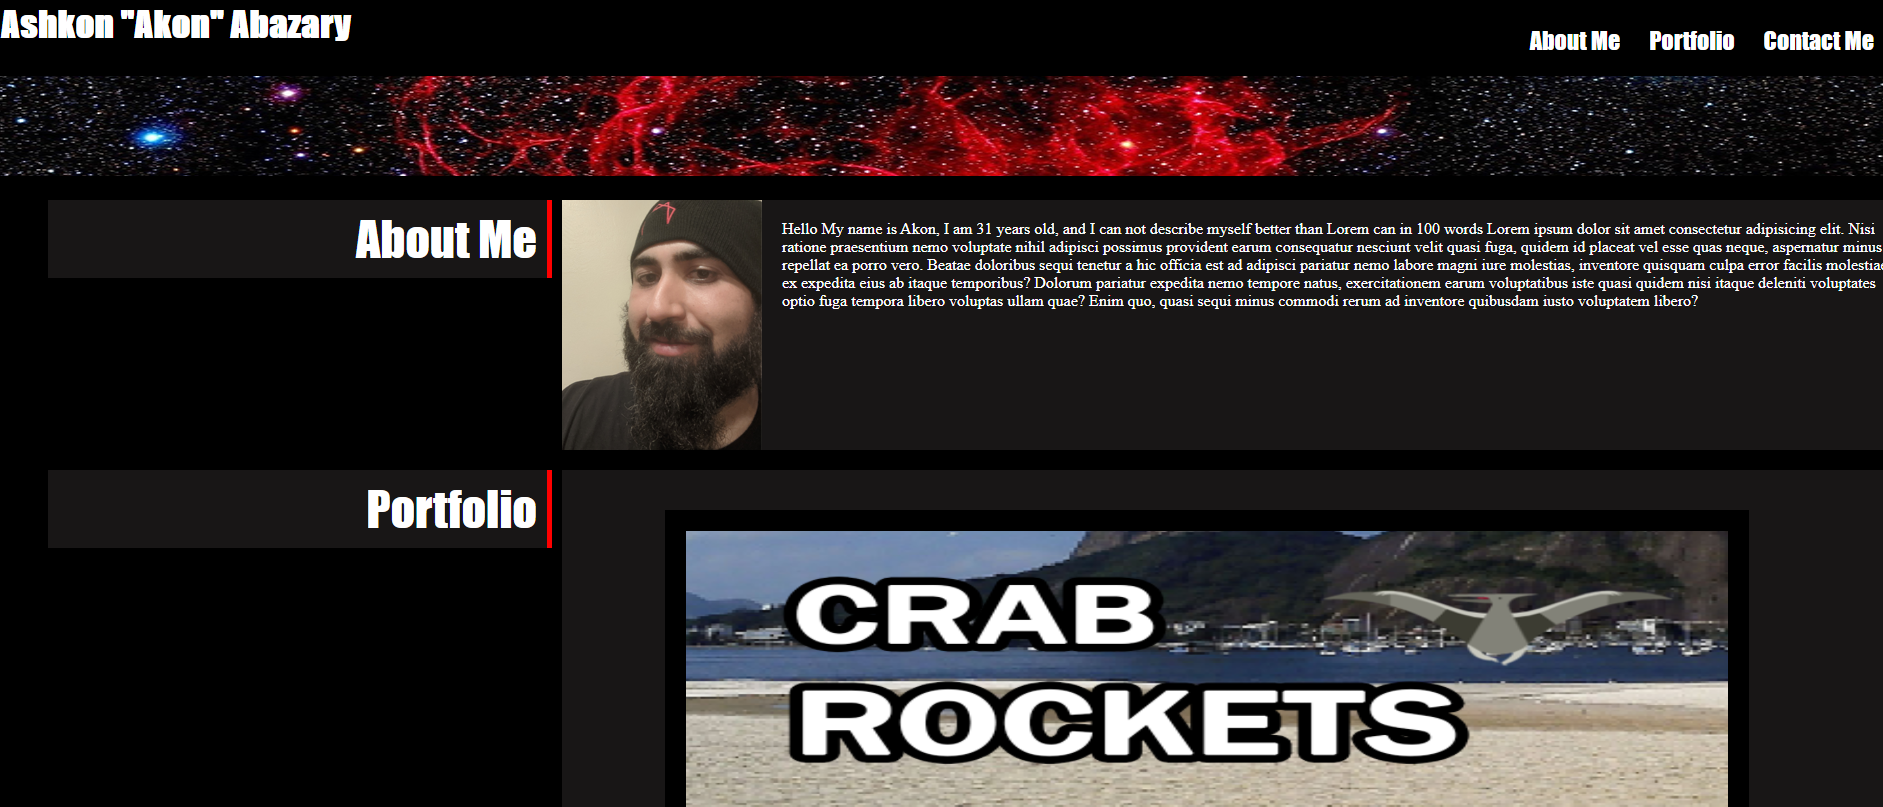 Ashkon "Akon" Abazary
About Me Portfolio Contact Me
About Me
Hello My name is Akon, I am 31 years old, and I can not describe myself better than Lorem can in 100 words Lorem ipsum dolor sit amet consectetur adipisicing elit. Nisi
ratione praesentium nemo voluptate nihil adipisci possimus provident earum consequatur nesciunt velit quasi fuga, quidem id placeat vel esse quas neque, aspernatur minus
repellat ea porro vero. Beatae doloribus sequi tenetur a hic officia est ad adipisci pariatur nemo labore magni iure molestias, inventore quisquam culpa error facilis molestiae
ex expedita eius ab itaque temporibus? Dolorum pariatur expedita nemo tempore natus, exercitationem earum voluptatibus iste quasi quidem nisi itaque deleniti voluptates
optio fuga tempora libero voluptas ullam quae? Enim quo, quasi sequi minus commodi rerum ad inventore quibusdam iusto voluptatem libero?
Portfolio
CRAB
ROCKETS